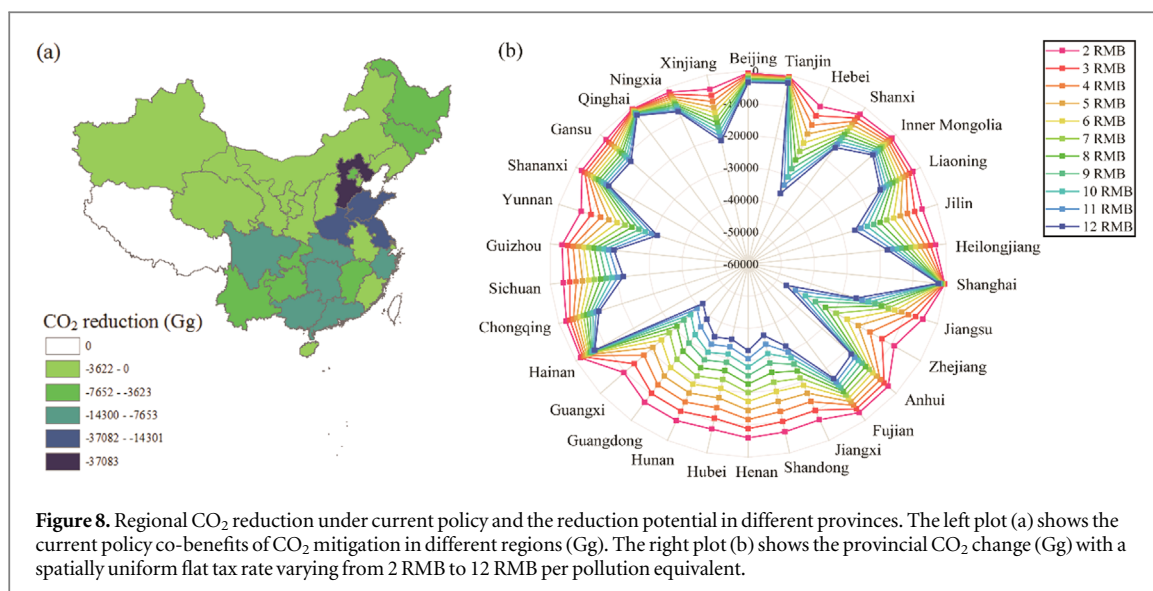 (a)
CO₂ reduction (Gg)
0
-3622 - 0
-7652 - -3623
-14300 - -7653
-37082 - -14301
-37083
(b)
Beijing
Tianjin
Hebei
Shanxi
Inner Mongolia
Liaoning
Jilin
Heilongjiang
Shanghai
Jiangsu
Zhejiang
Anhui
Fujian
Jiangxi
Shandong
Henan
Hubei
Hunan
Guangdong
Guangxi
Hainan
Chongqing
Sichuan
Guizhou
Yunnan
Shananxi
Gansu
Qinghai
Ningxia
Xinjiang
0
-20000
-30000
-40000
-50000
-60000
2 RMB
3 RMB
4 RMB
5 RMB
6 RMB
7 RMB
8 RMB
9 RMB
10 RMB
11 RMB
12 RMB
Figure 8. Regional CO₂ reduction under current policy and the reduction potential in different provinces. The left plot (a) shows the
current policy co-benefits of CO₂ mitigation in different regions (Gg). The right plot (b) shows the provincial CO₂ change (Gg) with a
spatially uniform flat tax rate varying from 2 RMB to 12 RMB per pollution equivalent.